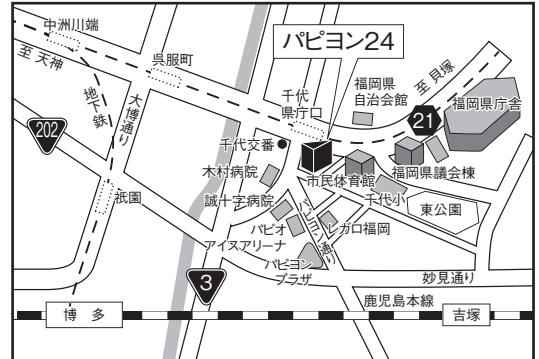 中洲川端
至 天神
呉服町
パピヨン24
地下鉄
大博通り
千代
県庁口
福岡県
自治会館
至 貝塚
福岡県庁舎
21
202
千代交番
木村病院
市民体育館
福岡県議会棟
誠十字病院
千代小
東公園
祇園
パピオ
アイスアリーナ
パピヨン通り
レガロ福岡
パピヨン
プラザ
妙見通り
3
鹿児島本線
博多
吉塚